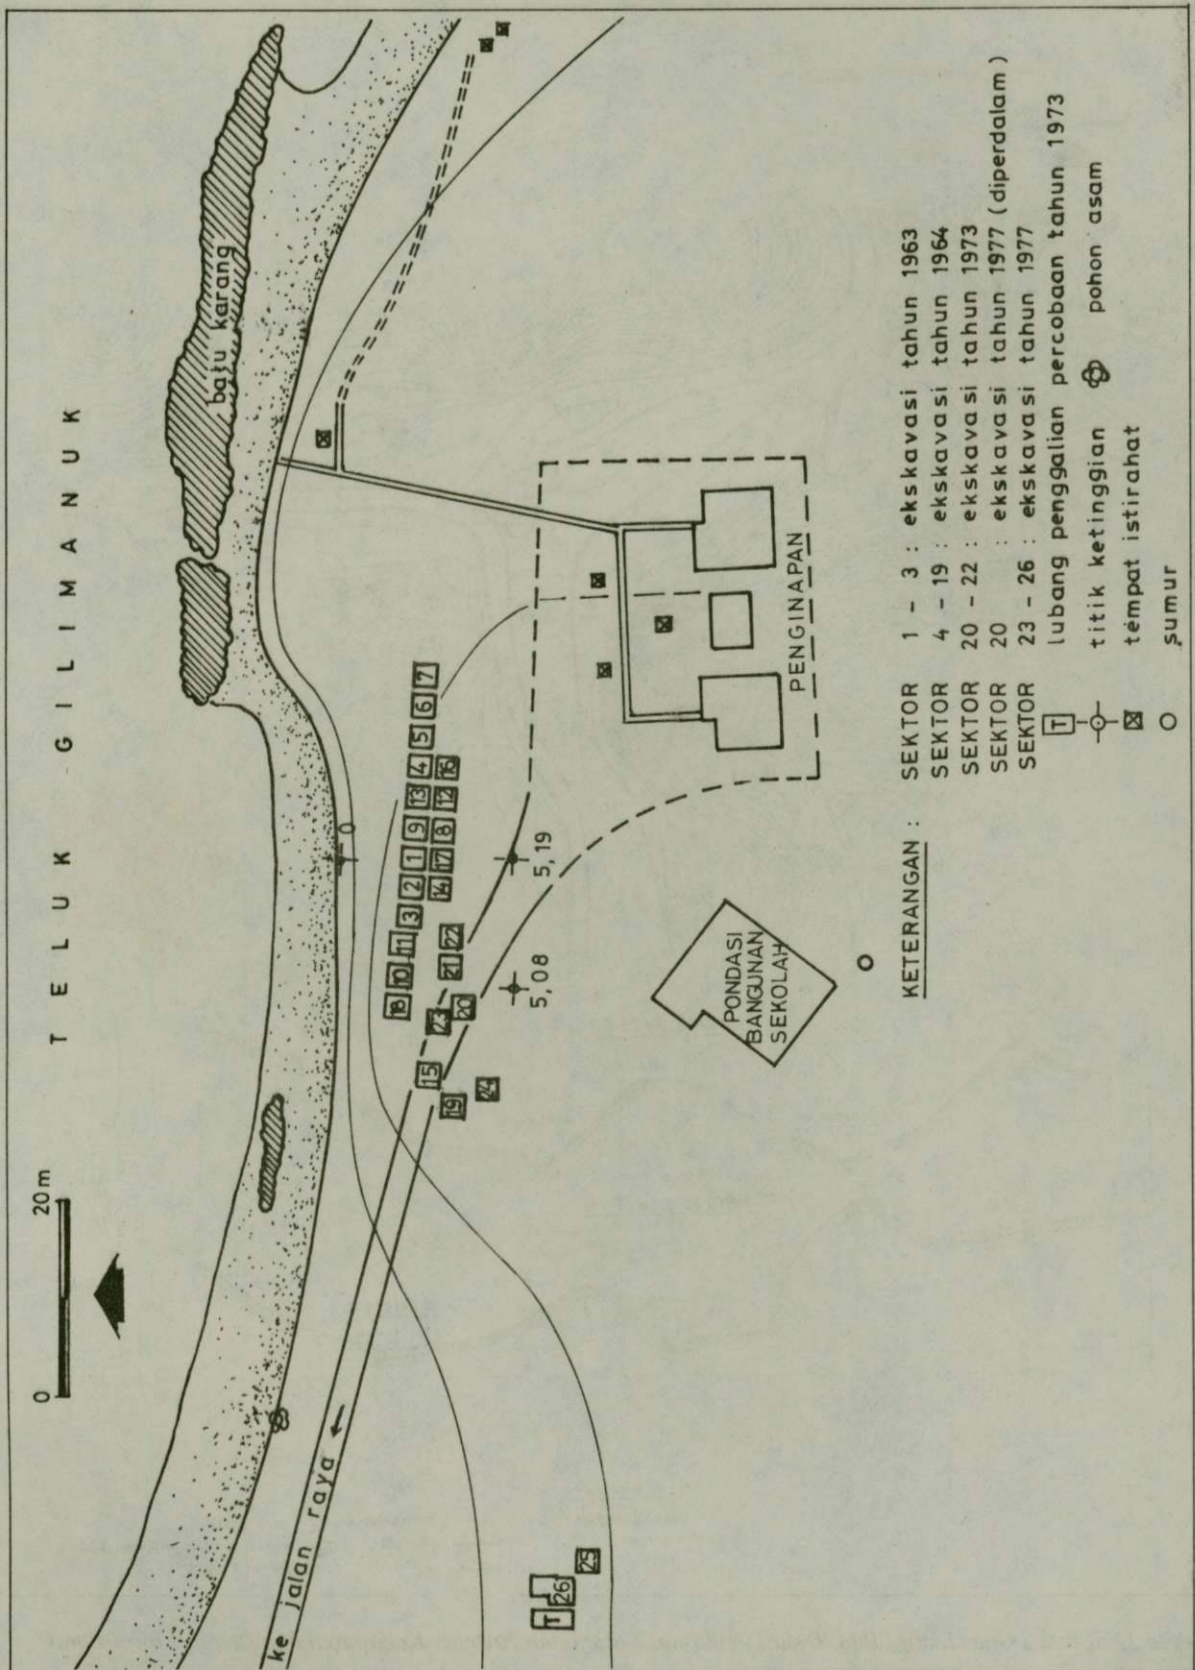 TELUK GILIMANUK
0 20m
batu karang
0
18 10 11 3 2 1 9 13 4 5 6 7
14 17 8 12 16
15 23 20 21 22
19 24
5,08
5,19
ke jalan raya
T 26 25
PONDASI
BANGUNAN
SEKOLAH
PENGINAPAN
KETERANGAN :
SEKTOR 1 - 3 : ekskavasi tahun 1963
SEKTOR 4 - 19 : ekskavasi tahun 1964
SEKTOR 20 - 22 : ekskavasi tahun 1973
SEKTOR 20 : ekskavasi tahun 1977 (diperdalam)
SEKTOR 23 - 26 : ekskavasi tahun 1977
T lubang penggalian percobaan tahun 1973
titik ketinggian pohon asam
tempat istirahat
sumur